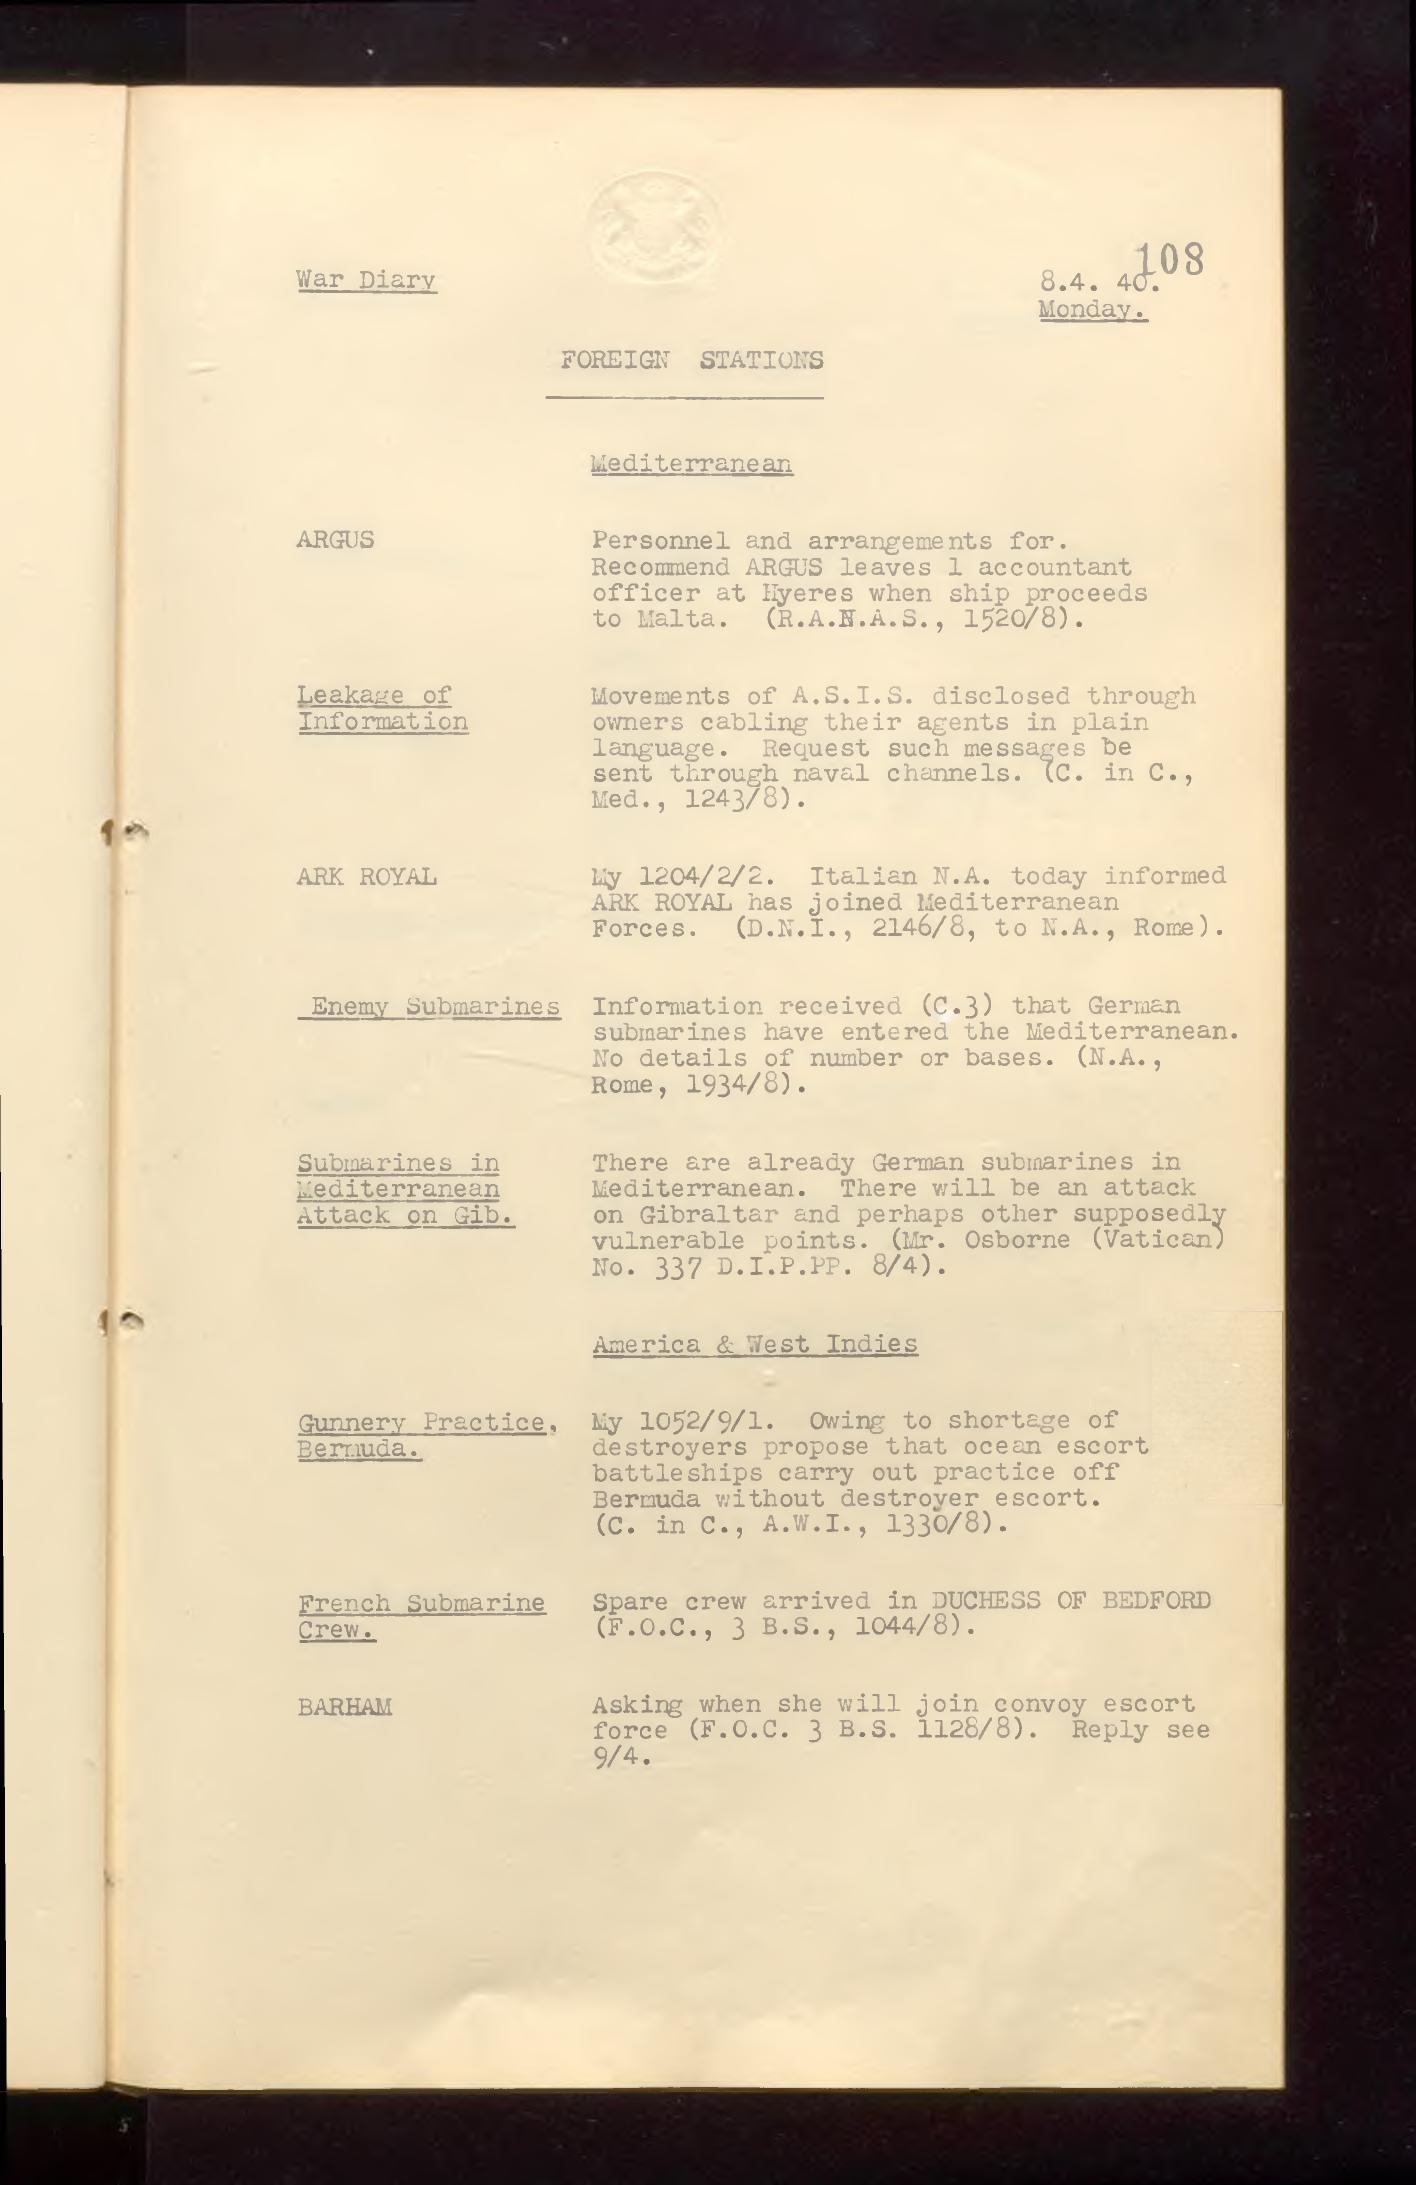 108
War Diary 8.4. 40.
Monday.
FOREIGN STATIONS
Mediterranean
ARGUS Personnel and arrangements for.
Recommend ARGUS leaves 1 accountant
officer at Hyeres when ship proceeds
to Malta. (R.A.N.A.S., 1520/8).
Leakage of Movements of A.S.I.S. disclosed through
Information owners cabling their agents in plain
language. Request such messages be
sent through naval channels. (C. in C.,
Med., 1243/8).
ARK ROYAL My 1204/2/2. Italian N.A. today informed
ARK ROYAL has joined Mediterranean
Forces. (D.N.I., 2146/8, to N.A., Rome).
Enemy Submarines Information received (C.3) that German
submarines have entered the Mediterranean.
No details of number or bases. (N.A.,
Rome, 1934/8).
Submarines in There are already German submarines in
Mediterranean Mediterranean. There will be an attack
Attack on Gib. on Gibraltar and perhaps other supposedly
vulnerable points. (Mr. Osborne (Vatican)
No. 337 D.I.P.PP. 8/4).
America & West Indies
Gunnery Practice, My 1052/9/1. Owing to shortage of
Bermuda. destroyers propose that ocean escort
battleships carry out practice off
Bermuda without destroyer escort.
(C. in C., A.W.I., 1330/8).
French Submarine Spare crew arrived in DUCHESS OF BEDFORD
Crew. (F.O.C., 3 B.S., 1044/8).
BARHAM Asking when she will join convoy escort
force (F.O.C. 3 B.S. 1128/8). Reply see
9/4.